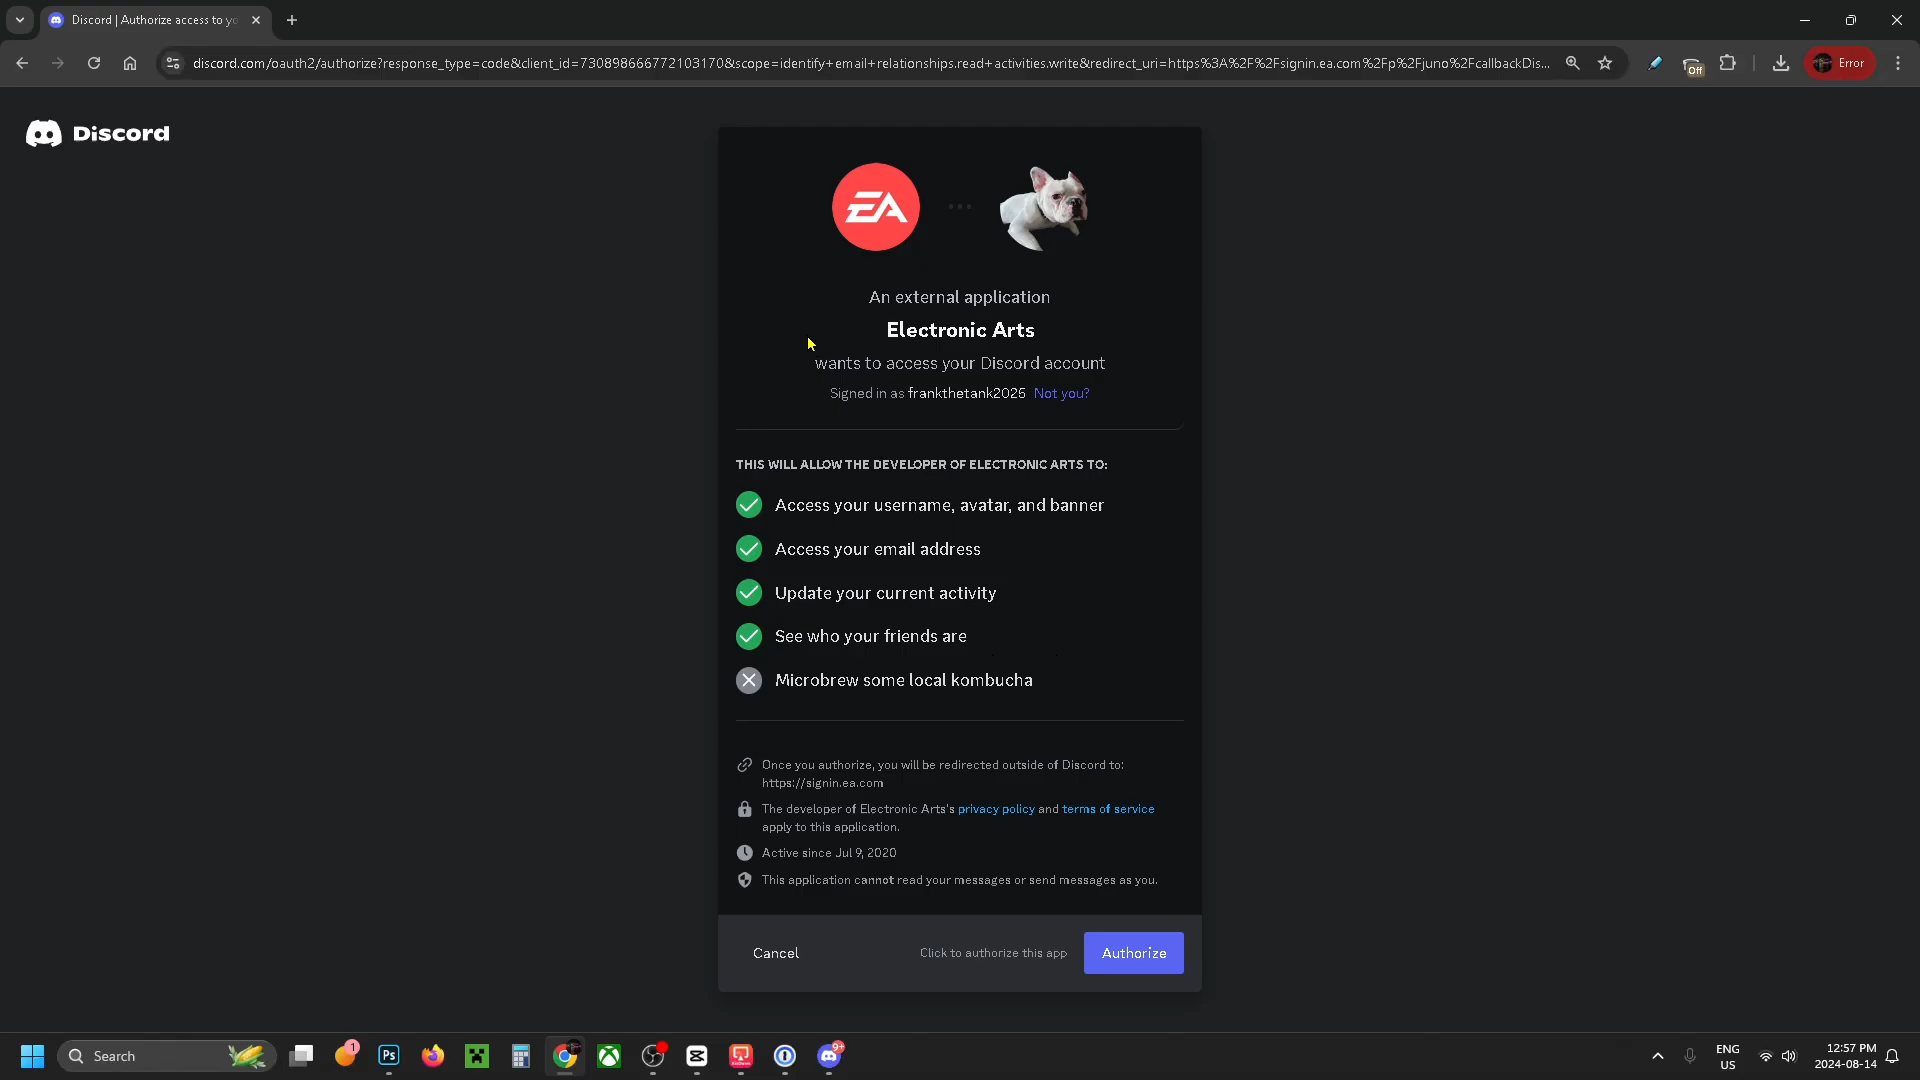 Discord | Authorize access to yo
discord.com/oauth2/authorize?response_type=code&client_id=730898666772103170&scope=identify+email+relationships.read+activities.write&redirect_uri=https%3A%2F%2Fsignin.ea.com%2Fp%2Fjuno%2FcallbackDis...
Off
Error
Discord
EA
An external application
Electronic Arts
wants to access your Discord account
Signed in as frankthetank2025 Not you?
THIS WILL ALLOW THE DEVELOPER OF ELECTRONIC ARTS TO:
Access your username, avatar, and banner
Access your email address
Update your current activity
See who your friends are
Microbrew some local kombucha
Once you authorize, you will be redirected outside of Discord to:
https://signin.ea.com
The developer of Electronic Arts's privacy policy and terms of service
apply to this application.
Active since Jul 9, 2020
This application cannot read your messages or send messages as you.
Cancel
Click to authorize this app
Authorize
Search
1
Ps
9+
ENG
US
12:57 PM
2024-08-14